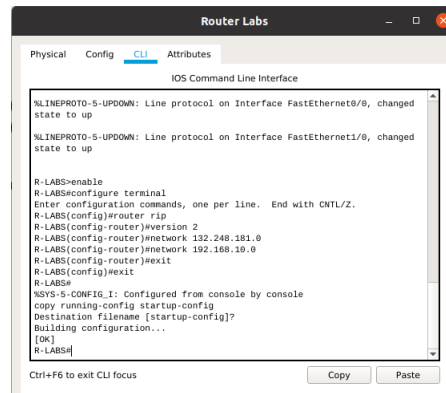 Router Labs
Physical Config CLI Attributes
IOS Command Line Interface
%LINEPROTO-5-UPDOWN: Line protocol on Interface FastEthernet0/0, changed
state to up
%LINEPROTO-5-UPDOWN: Line protocol on Interface FastEthernet1/0, changed
state to up
R-LABS>enable
R-LABS#configure terminal
Enter configuration commands, one per line.  End with CNTL/Z.
R-LABS(config)#router rip
R-LABS(config-router)#version 2
R-LABS(config-router)#network 132.248.181.0
R-LABS(config-router)#network 192.168.10.0
R-LABS(config-router)#exit
R-LABS(config)#exit
R-LABS#
%SYS-5-CONFIG_I: Configured from console by console
copy running-config startup-config
Destination filename [startup-config]?
Building configuration...
[OK]
R-LABS#
Ctrl+F6 to exit CLI focus
Copy Paste